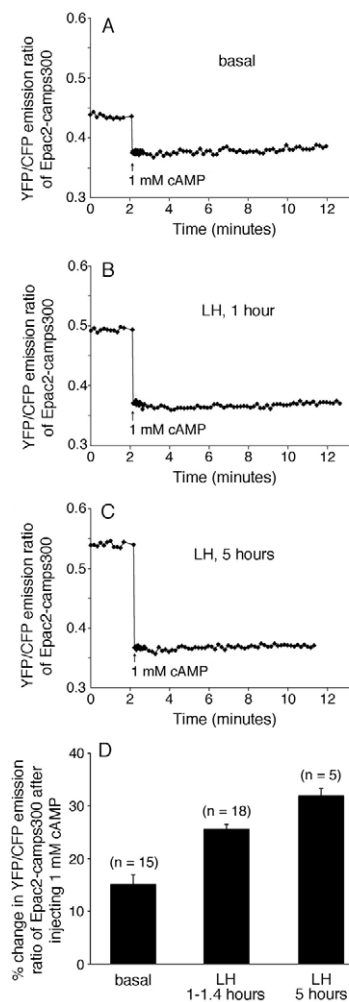 A
basal
YFP/CFP emission ratio
of Epac2-camps300
0.6
0.5
0.4
0.3
1 mM cAMP
0 2 4 6 8 10 12
Time (minutes)
B
LH, 1 hour
YFP/CFP emission ratio
of Epac2-camps300
0.6
0.5
0.4
0.3
1 mM cAMP
0 2 4 6 8 10 12
Time (minutes)
C
LH, 5 hours
YFP/CFP emission ratio
of Epac2-camps300
0.6
0.5
0.4
0.3
1 mM cAMP
0 2 4 6 8 10 12
Time (minutes)
D
% change in YFP/CFP emission
ratio of Epac2-camps300 after
injecting 1 mM cAMP
40
30
20
10
0
(n = 15)
(n = 18)
(n = 5)
basal
LH
1-1.4 hours
LH
5 hours